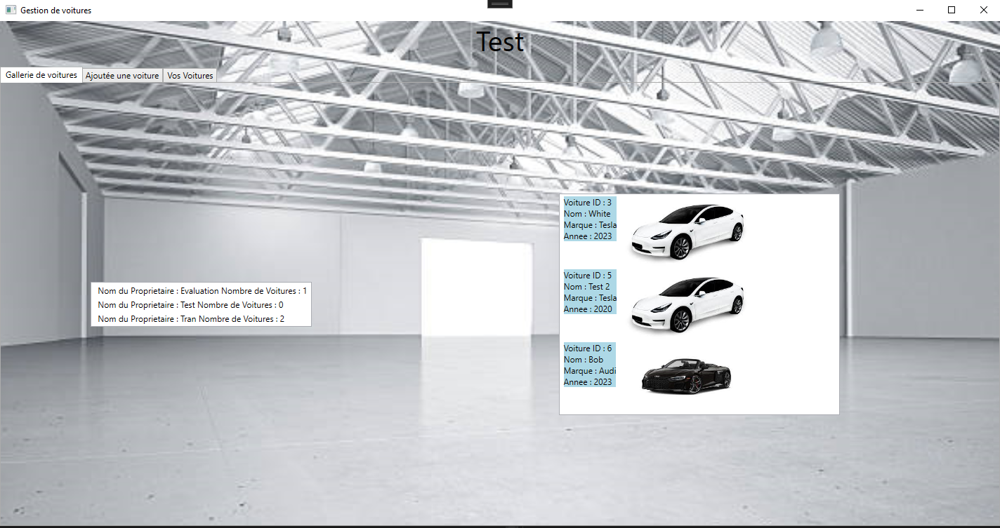 Gestion de voitures
Test
Gallerie de voitures
Ajoutée une voiture
Vos Voitures
Voiture ID : 3
Nom : White
Marque : Tesla
Annee : 2023
Voiture ID : 5
Nom : Test 2
Marque : Tesla
Annee : 2020
Nom du Proprietaire : Evaluation Nombre de Voitures : 1
Nom du Proprietaire : Test Nombre de Voitures : 0
Nom du Proprietaire : Tran Nombre de Voitures : 2
Voiture ID : 6
Nom : Bob
Marque : Audi
Annee : 2023